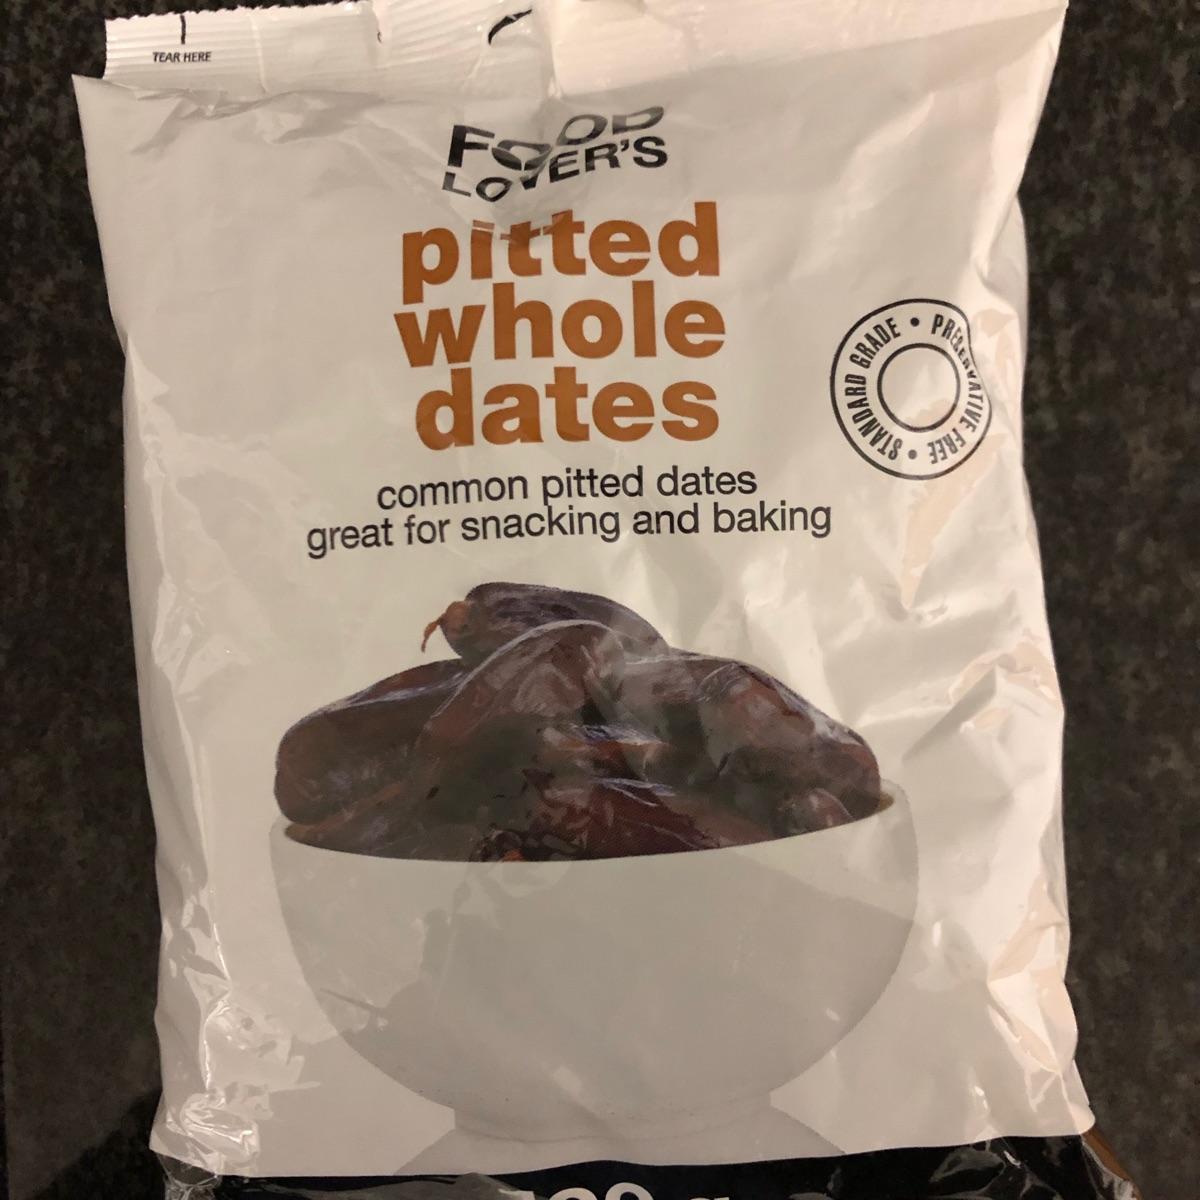 TEAR HERE
FOOD
LOVER'S
pitted
whole
dates
STANDARD GRADE • PRESERVATIVE FREE •
common pitted dates
great for snacking and baking